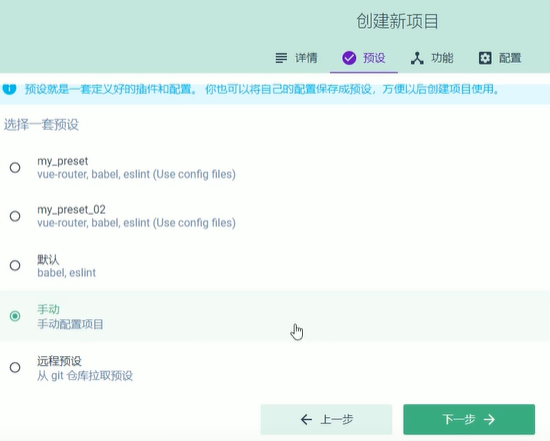 创建新项目
详情 预设 功能 配置
预设就是一套定义好的插件和配置。 你也可以将自己的配置保存成预设，方便以后创建项目使用。
选择一套预设
my_preset
vue-router, babel, eslint (Use config files)
my_preset_02
vue-router, babel, eslint (Use config files)
默认
babel, eslint
手动
手动配置项目
远程预设
从 git 仓库拉取预设
上一步 下一步